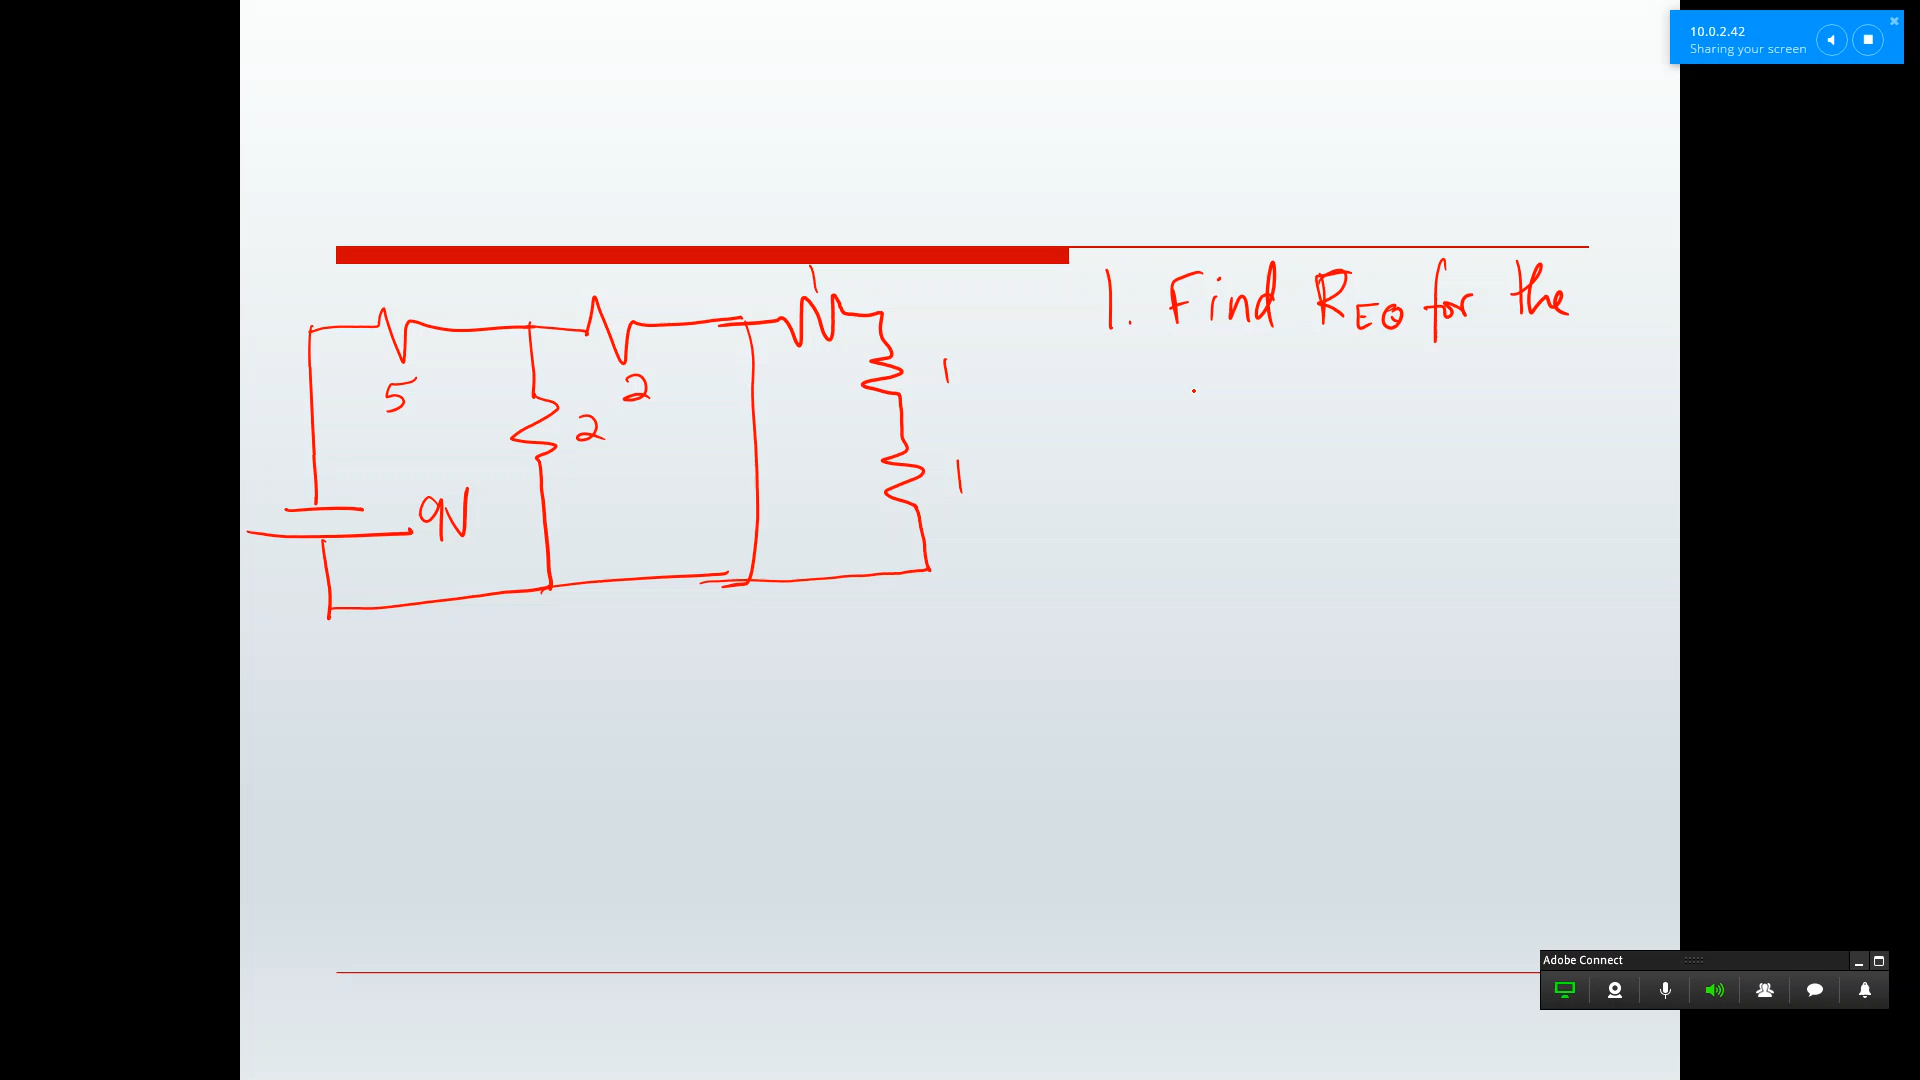 10.0.2.42
Sharing your screen
1. Find REQ for the
1
5
2
2
1
1
9V
Adobe Connect